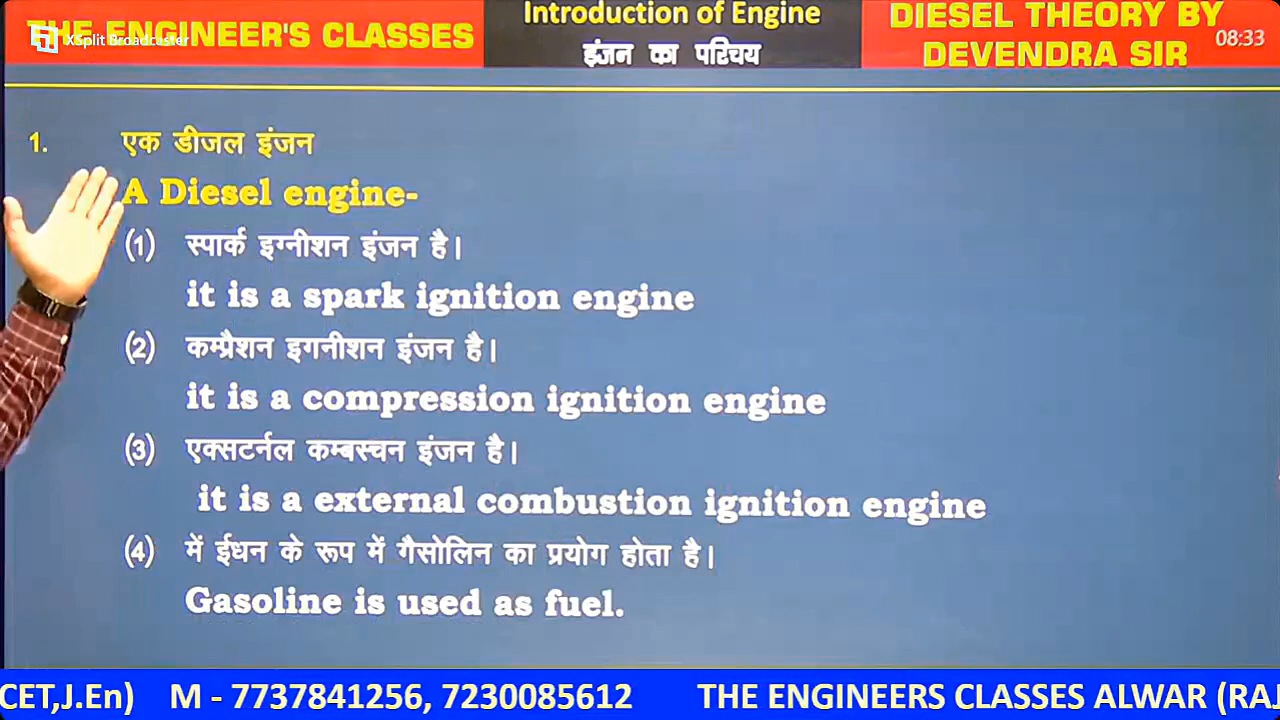 THE ENGINEER'S CLASSES
XSplit Broadcaster
Introduction of Engine
इंजन का परिचय
DIESEL THEORY BY
DEVENDRA SIR
08:33
1. एक डीजल इंजन
A Diesel engine-
(1) स्पार्क इग्नीशन इंजन है।
it is a spark ignition engine
(2) कम्प्रैशन इगनीशन इंजन है।
it is a compression ignition engine
(3) एक्सटर्नल कम्बस्चन इंजन है।
it is a external combustion ignition engine
(4) में ईधन के रूप में गैसोलिन का प्रयोग होता है।
Gasoline is used as fuel.
CET,J.En) M - 7737841256, 7230085612 THE ENGINEERS CLASSES ALWAR (RAJ